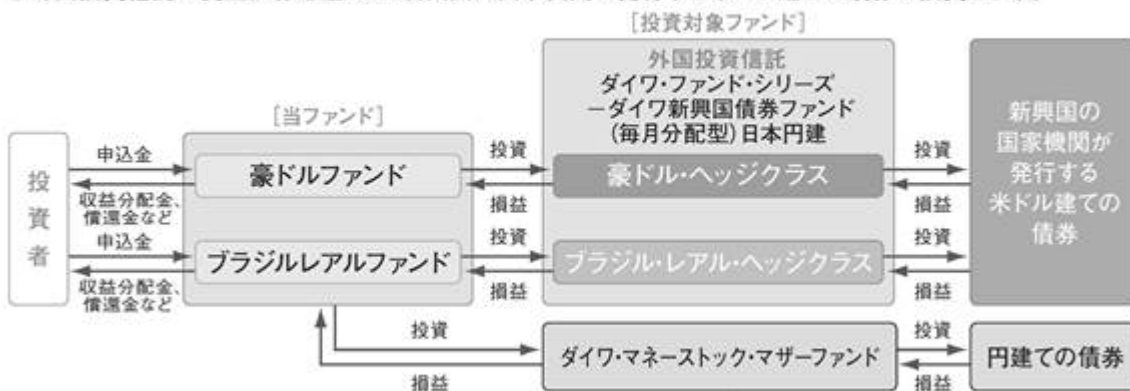 [投資対象ファンド]
外国投資信託
ダイワ・ファンド・シリーズ
－ダイワ新興国債券ファンド
(毎月分配型)日本円建
[当ファンド]
新興国の
国家機関が
発行する
米ドル建ての
債券
投資者
申込金
収益分配金、
償還金など
豪ドルファンド
投資
損益
豪ドル・ヘッジクラス
投資
損益
申込金
収益分配金、
償還金など
ブラジルレアルファンド
投資
損益
ブラジル・レアル・ヘッジクラス
投資
損益
投資
損益
ダイワ・マネーストック・マザーファンド
投資
損益
円建ての債券